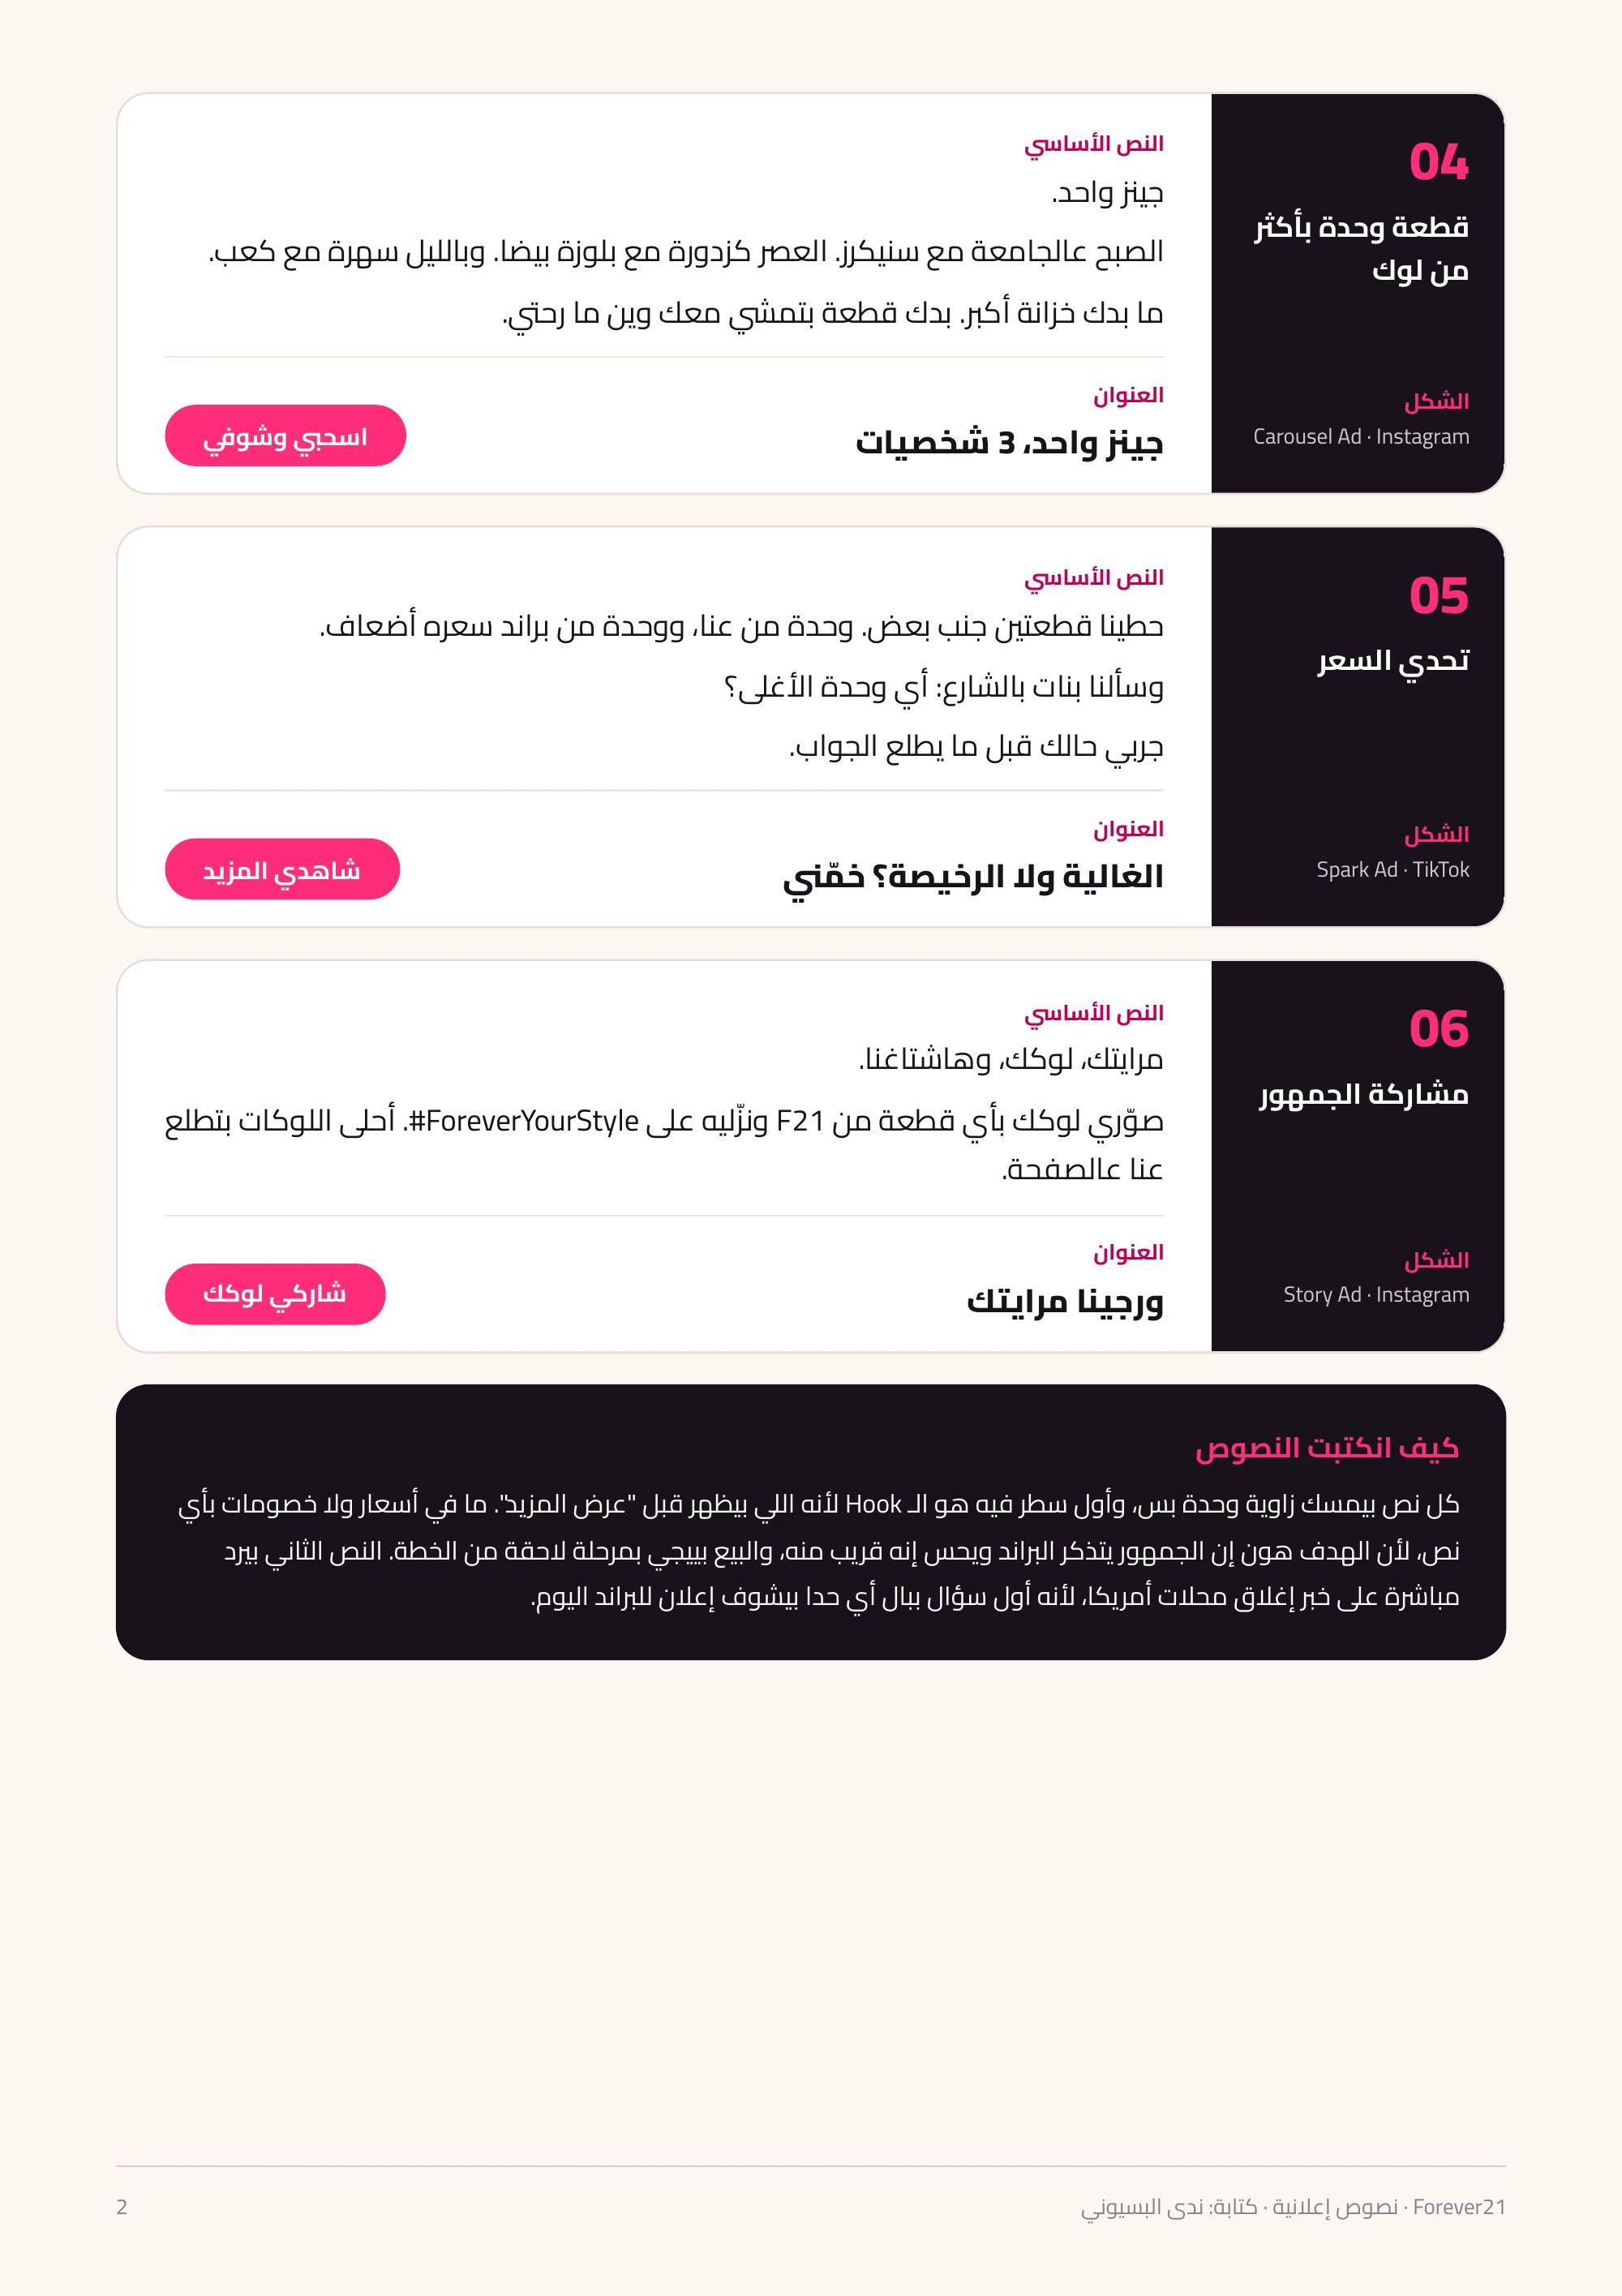 04
قطعة وحدة بأكثر
من لوك
الشكل
Carousel Ad · Instagram
النص الأساسي
جينز واحد.
الصبح عالجامعة مع سنيكرز. العصر كزدورة مع بلوزة بيضا. وبالليل سهرة مع كعب.
ما بدك خزانة أكبر. بدك قطعة بتمشي معك وين ما رحتي.
العنوان
جينز واحد، 3 شخصيات
اسحبي وشوفي
05
تحدي السعر
الشكل
Spark Ad · TikTok
النص الأساسي
حطينا قطعتين جنب بعض. وحدة من عنا، ووحدة من براند سعره أضعاف.
وسألنا بنات بالشارع: أي وحدة الأغلى؟
جربي حالك قبل ما يطلع الجواب.
العنوان
الغالية ولا الرخيصة؟ خمّني
شاهدي المزيد
06
مشاركة الجمهور
الشكل
Story Ad · Instagram
النص الأساسي
مرايتك، لوكك، وهاشتاغنا.
صوّري لوكك بأي قطعة من F21 ونزّليه على ForeverYourStyle#. أحلى اللوكات بتطلع
عنا عالصفحة.
العنوان
ورجينا مرايتك
شاركي لوكك
كيف انكتبت النصوص
كل نص بيمسك زاوية وحدة بس، وأول سطر فيه هو الـ Hook لأنه اللي بيظهر قبل "عرض المزيد". ما في أسعار ولا خصومات بأي
نص، لأن الهدف هون إن الجمهور يتذكر البراند ويحس إنه قريب منه، والبيع بييجي بمرحلة لاحقة من الخطة. النص الثاني بيرد
مباشرة على خبر إغلاق محلات أمريكا، لأنه أول سؤال ببال أي حدا بيشوف إعلان للبراند اليوم.
Forever21 · نصوص إعلانية · كتابة: ندى البسيوني
2